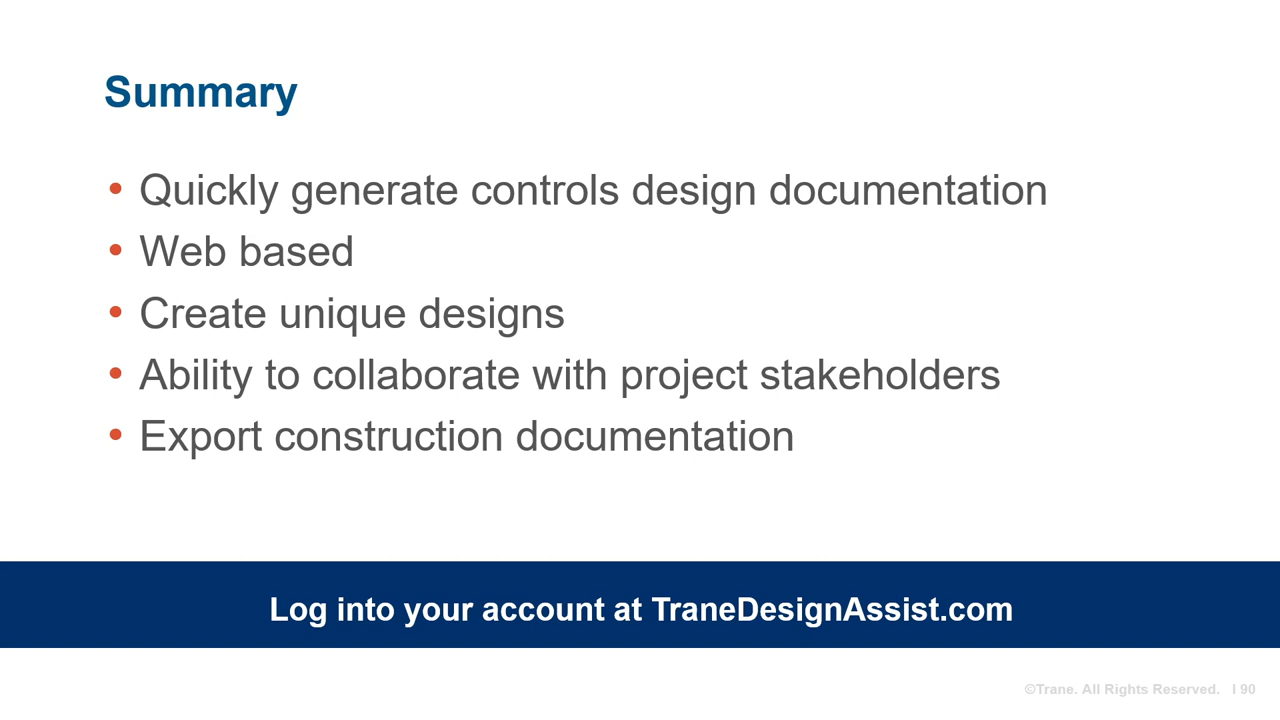 Summary
• Quickly generate controls design documentation
• Web based
• Create unique designs
• Ability to collaborate with project stakeholders
• Export construction documentation
Log into your account at TraneDesignAssist.com
©Trane. All Rights Reserved. I 90